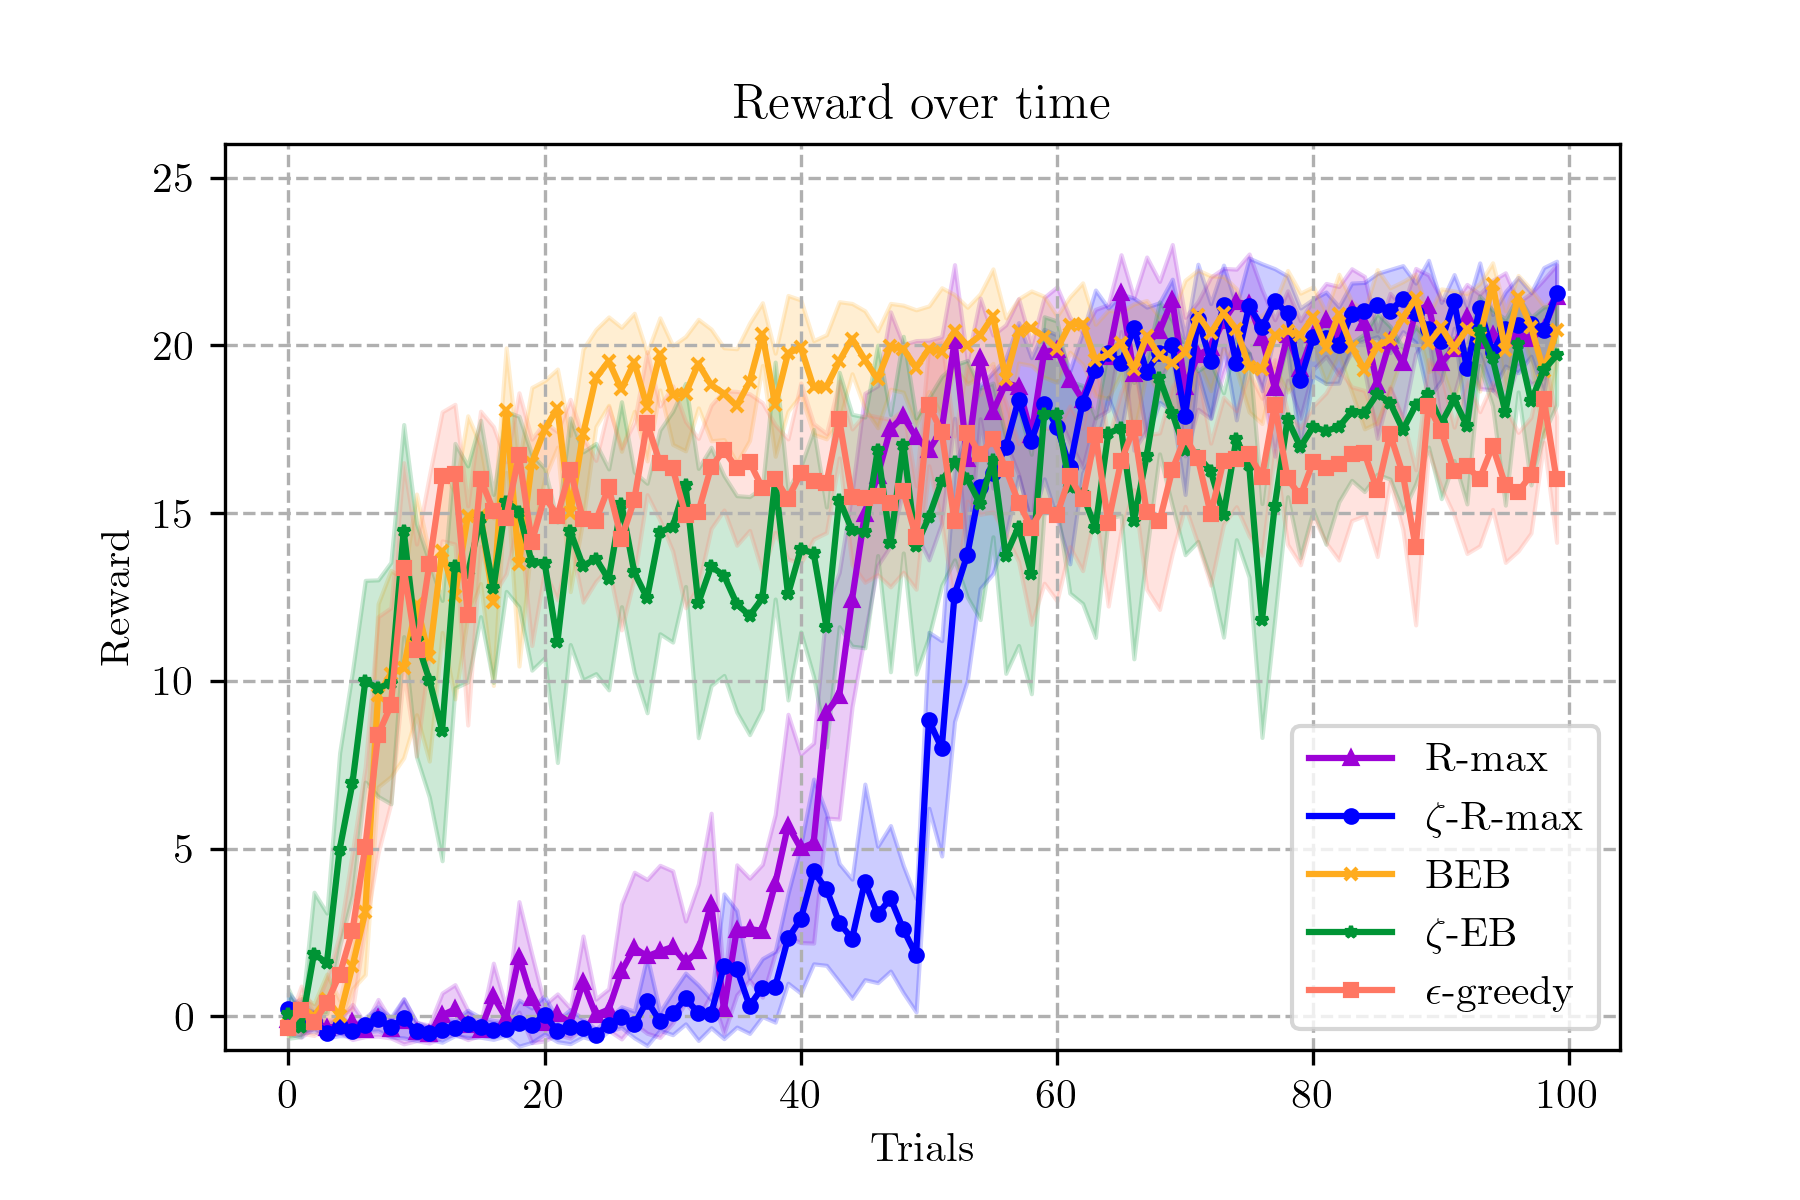 Reward over time
25
20
15
10
5
0
Reward
0 20 40 60 80 100
Trials
R-max
ζ-R-max
BEB
ζ-EB
ϵ-greedy